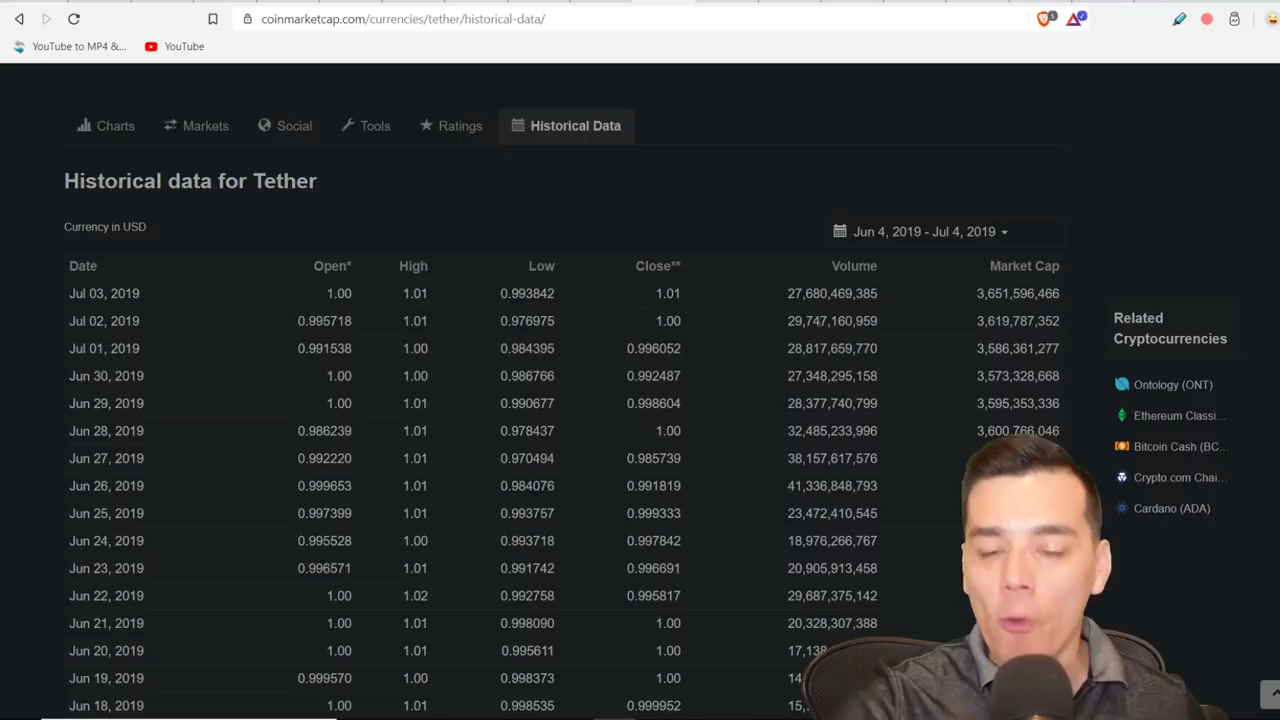 coinmarketcap.com/currencies/tether/historical-data/
YouTube to MP4 &... YouTube
Charts Markets Social Tools Ratings Historical Data
Historical data for Tether
Currency in USD
Jun 4, 2019 - Jul 4, 2019
Date Open* High Low Close** Volume Market Cap
Jul 03, 2019 1.00 1.01 0.993842 1.01 27,680,469,385 3,651,596,466
Jul 02, 2019 0.995718 1.01 0.976975 1.00 29,747,160,959 3,619,787,352
Jul 01, 2019 0.991538 1.00 0.984395 0.996052 28,817,659,770 3,586,361,277
Jun 30, 2019 1.00 1.00 0.986766 0.992487 27,348,295,158 3,573,328,668
Jun 29, 2019 1.00 1.01 0.990677 0.998604 28,377,740,799 3,595,353,336
Jun 28, 2019 0.986239 1.01 0.978437 1.00 32,485,233,996 3,600,766,046
Jun 27, 2019 0.992220 1.01 0.970494 0.985739 38,157,617,576
Jun 26, 2019 0.999653 1.01 0.984076 0.991819 41,336,848,793
Jun 25, 2019 0.997399 1.01 0.993757 0.999333 23,472,410,545
Jun 24, 2019 0.995528 1.00 0.993718 0.997842 18,976,266,767
Jun 23, 2019 0.996571 1.01 0.991742 0.996691 20,905,913,458
Jun 22, 2019 1.00 1.02 0.992758 0.995817 29,687,375,142
Jun 21, 2019 1.00 1.01 0.998090 1.00 20,328,307,388
Jun 20, 2019 1.00 1.01 0.995611 1.00 17,138
Jun 19, 2019 0.999570 1.00 0.998373 1.00 14
Jun 18, 2019 1.00 1.01 0.998535 0.999952 15,
Related
Cryptocurrencies
Ontology (ONT)
Ethereum Classi...
Bitcoin Cash (BC...
Crypto.com Chai...
Cardano (ADA)